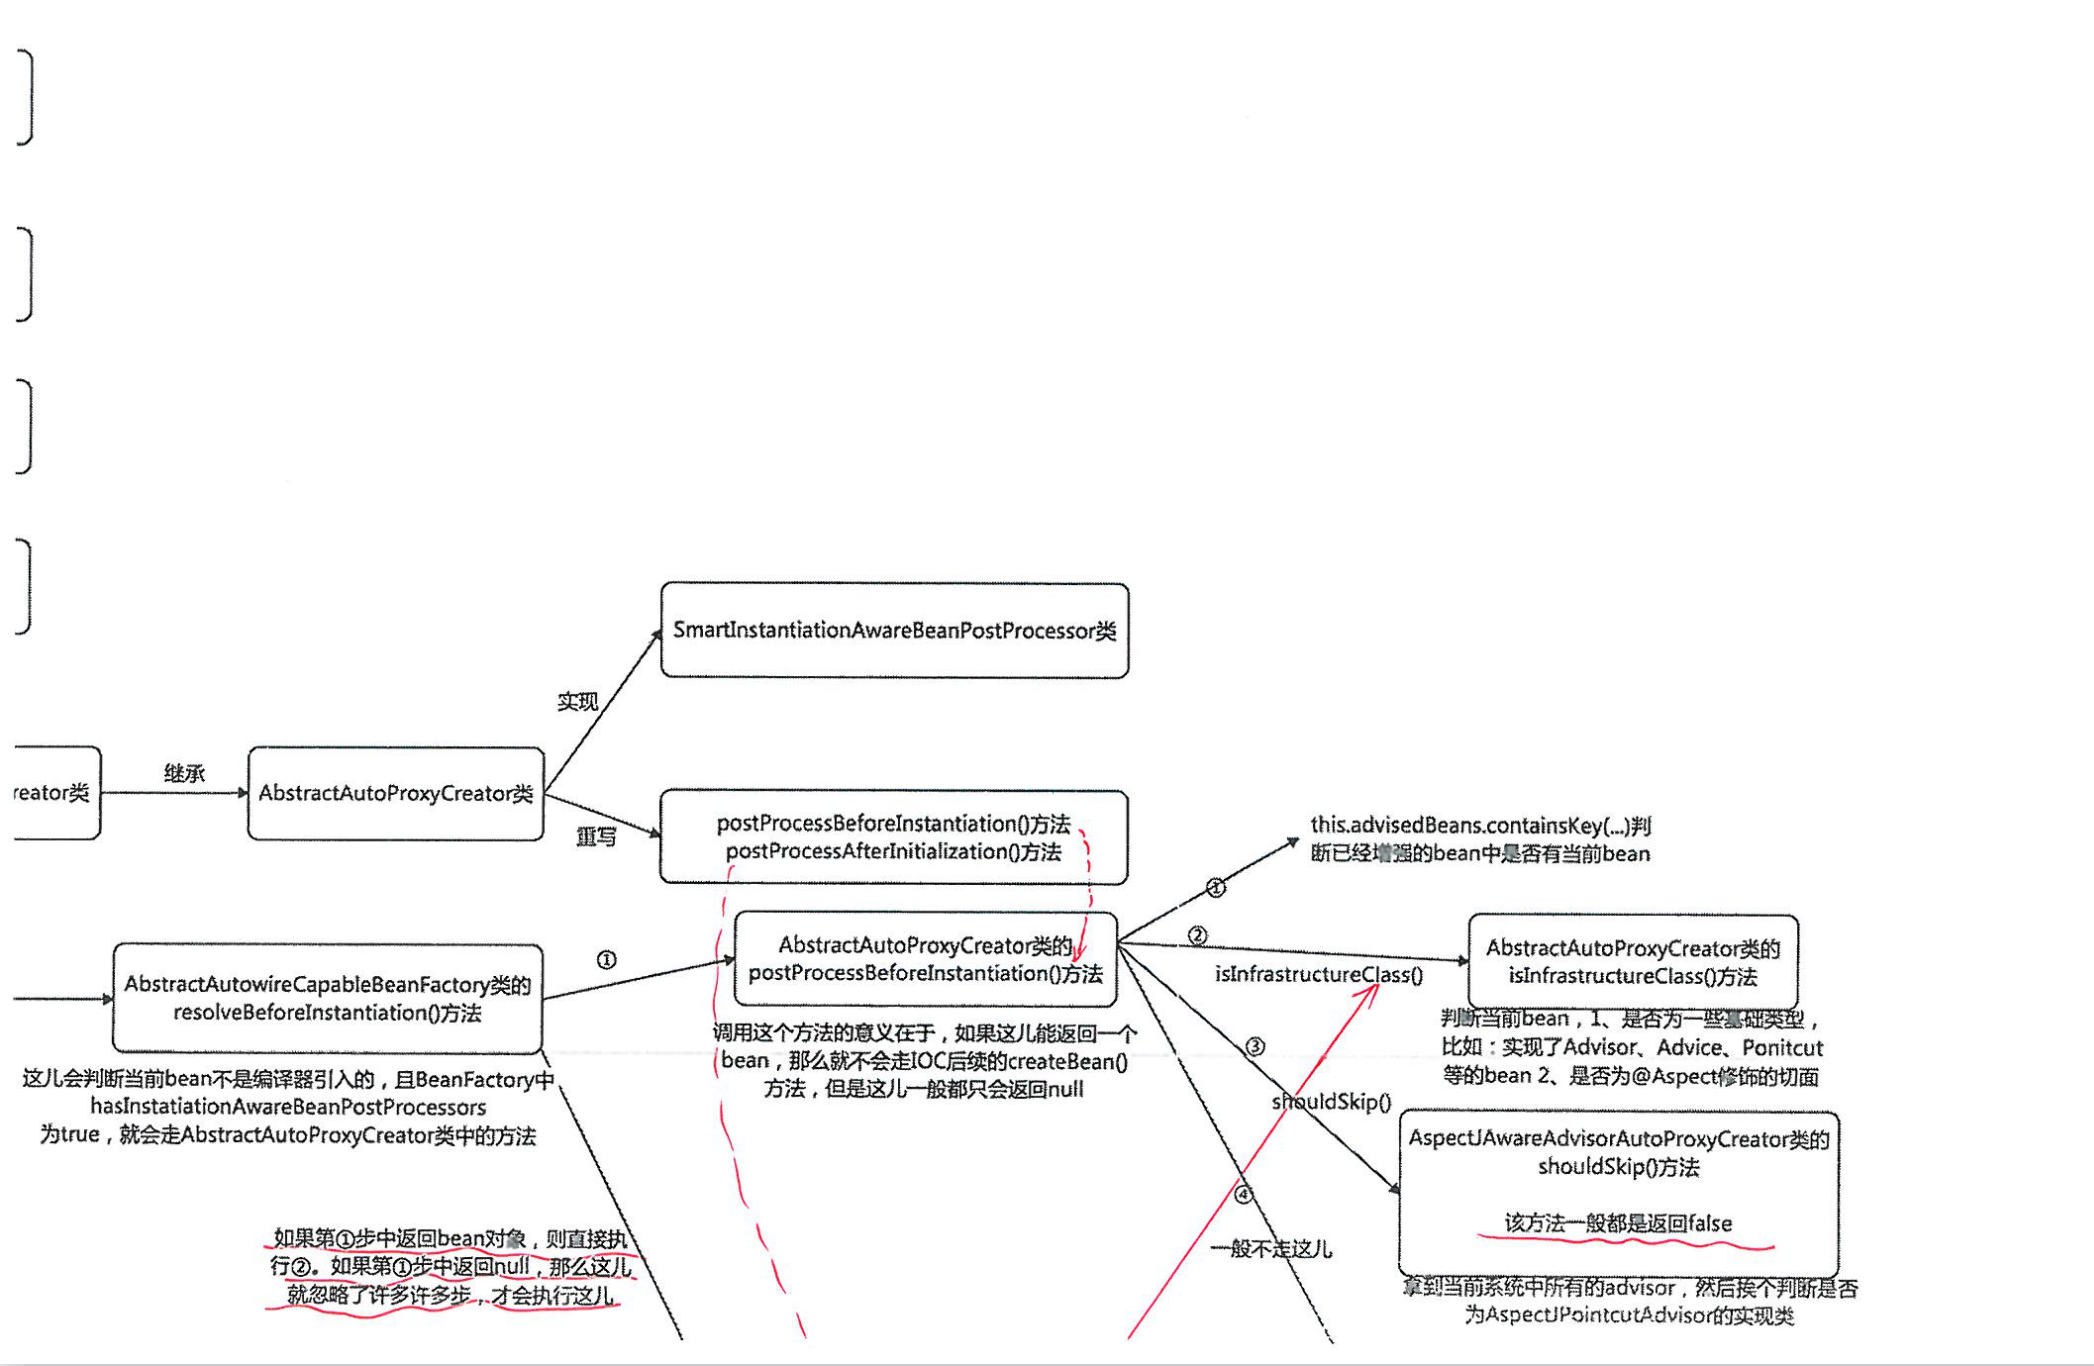 SmartInstantiationAwareBeanPostProcessor类
实现
reator类
继承
AbstractAutoProxyCreator类
重写
postProcessBeforeInstantiation()方法
postProcessAfterInitialization()方法
this.advisedBeans.containsKey(...)判
断已经增强的bean中是否有当前bean
①
AbstractAutowireCapableBeanFactory类的
resolveBeforeInstantiation()方法
①
AbstractAutoProxyCreator类的
postProcessBeforeInstantiation()方法
②
isInfrastructureClass()
AbstractAutoProxyCreator类的
isInfrastructureClass()方法
判断当前bean，1、是否为一些基础类型，
比如：实现了Advisor、Advice、Ponitcut
等的bean 2、是否为@Aspect修饰的切面
调用这个方法的意义在于，如果这儿能返回一个
bean，那么就不会走IOC后续的createBean()
方法，但是这儿一般都只会返回null
这儿会判断当前bean不是编译器引入的，且BeanFactory中
hasInstatiationAwareBeanPostProcessors
为true，就会走AbstractAutoProxyCreator类中的方法
③
shouldSkip()
AspectJAwareAdvisorAutoProxyCreator类的
shouldSkip()方法
该方法一般都是返回false
拿到当前系统中所有的advisor，然后挨个判断是否
为AspectJPointcutAdvisor的实现类
④
一般不走这儿
如果第①步中返回bean对象，则直接执
行②。如果第①步中返回null，那么这儿
就忽略了许多许多步，才会执行这儿